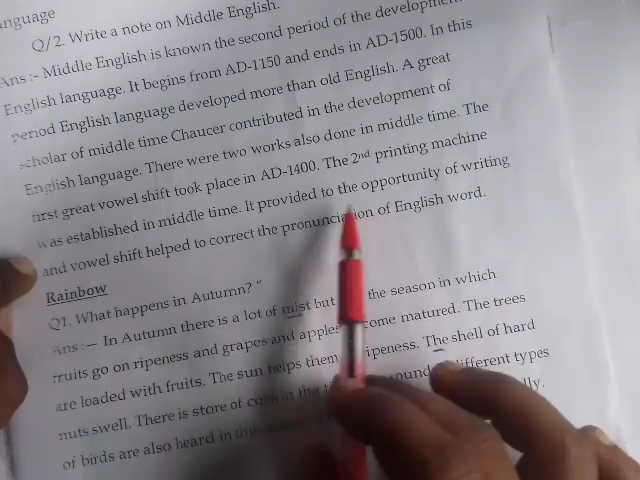 nguage
Q/2. Write a note on Middle English.
Ans :- Middle English is known the second period of the
English language. It begins from AD-1150 and ends in AD-1500. In this
period English language developed more than old English. A great
scholar of middle time Chaucer contributed in the development of
English language. There were two works also done in middle time. The
first great vowel shift took place in AD-1400. The 2nd printing machine
was established in middle time. It provided to the opportunity of writing
and vowel shift helped to correct the pronunciation of English word.
Rainbow
Q1. What happens in Autumn? "
Ans :— In Autumn there is a lot of mist but the season in which
fruits go on ripeness and grapes and apples come matured. The trees
are loaded with fruits. The sun helps them ripeness. The shell of hard
nuts swell. There is store of in the different types
of birds are also heard in